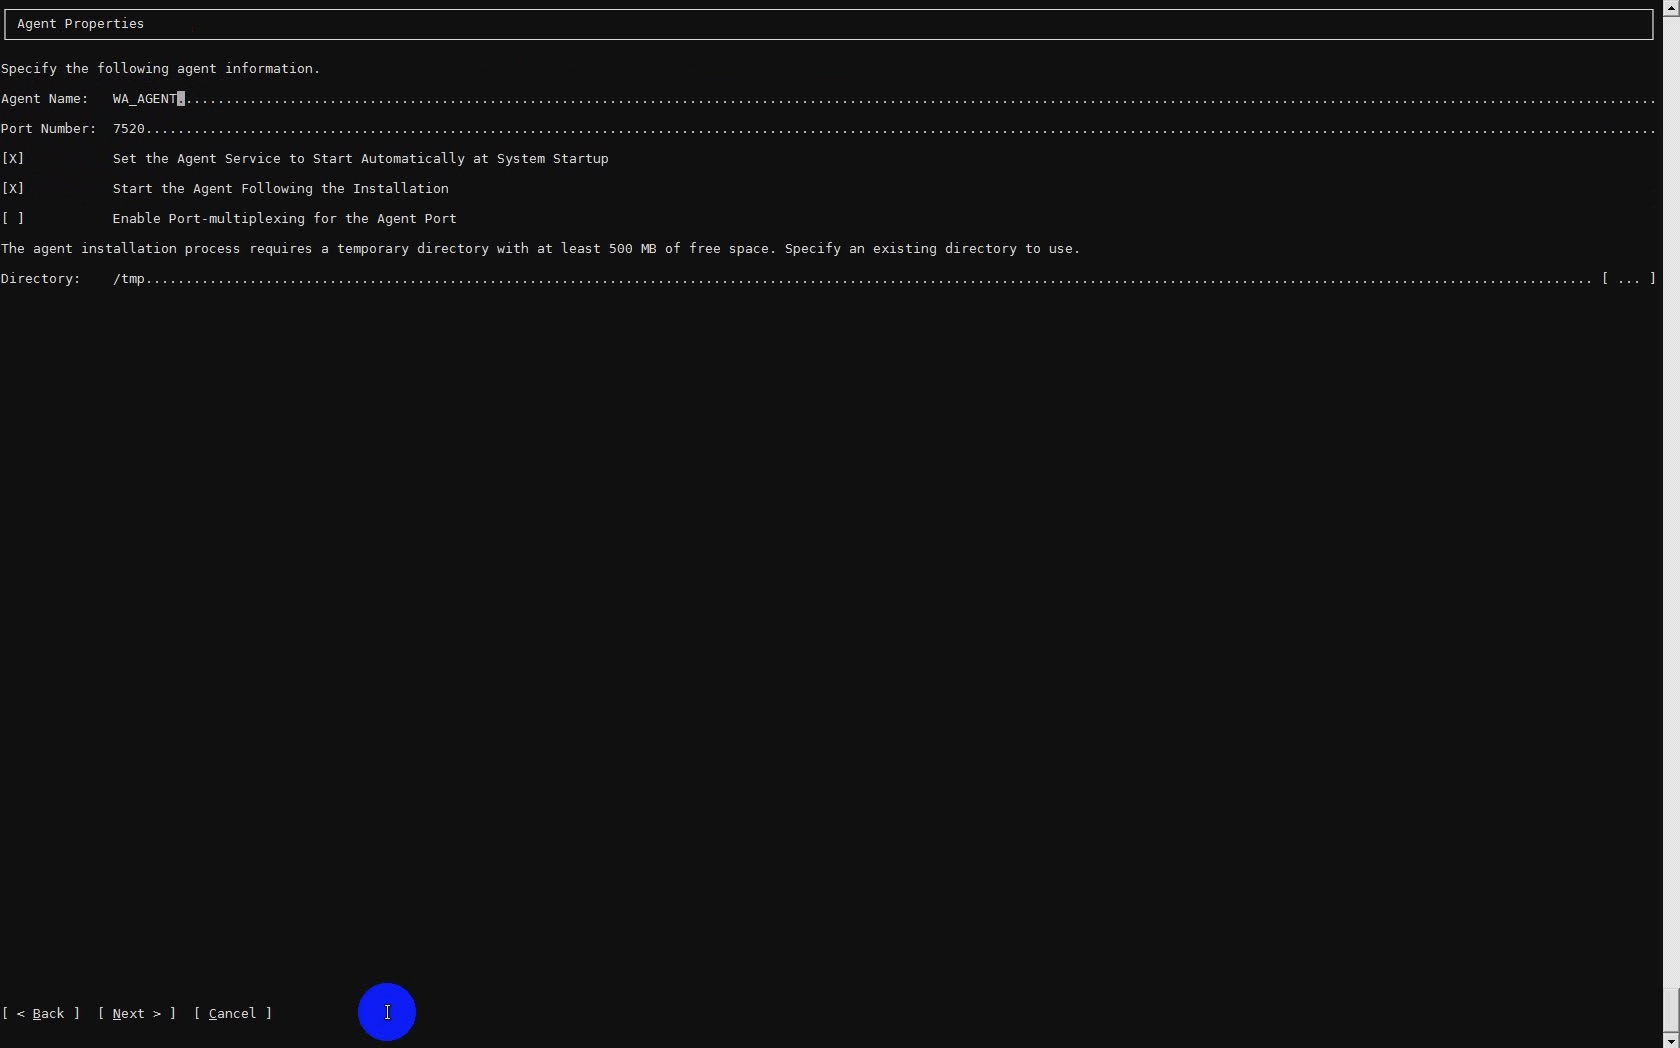 Agent Properties
Specify the following agent information.
Agent Name:   WA_AGENT........................................................................................................................................................................................
Port Number:  7520.............................................................................................................................................................................................
[X]           Set the Agent Service to Start Automatically at System Startup
[X]           Start the Agent Following the Installation
[ ]           Enable Port-multiplexing for the Agent Port
The agent installation process requires a temporary directory with at least 500 MB of free space. Specify an existing directory to use.
Directory:    /tmp..................................................................................................................................................................................... [ ... ]
[ < Back ]  [ Next > ]  [ Cancel ]